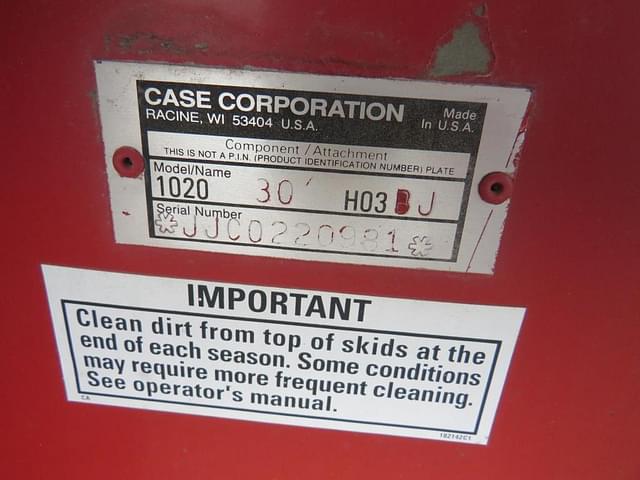 CASE CORPORATION
RACINE, WI 53404 U.S.A.
Made
In U.S.A.
Component / Attachment
THIS IS NOT A P.I.N. (PRODUCT IDENTIFICATION NUMBER) PLATE
Model/Name
1020 30' H03BJ
Serial Number
*JJC0220981*
IMPORTANT
Clean dirt from top of skids at the
end of each season. Some conditions
may require more frequent cleaning.
See operator's manual.
CA
182142C1